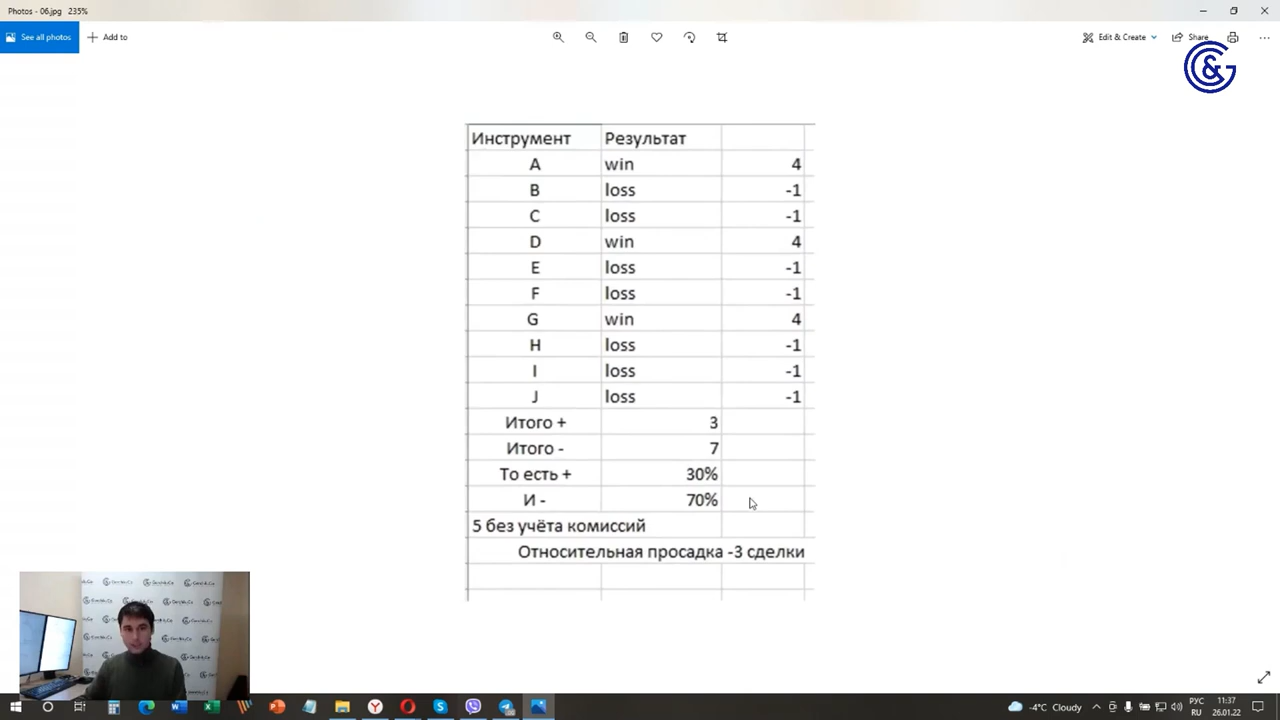 Photos - 06.jpg 235%
See all photos
Add to
Edit & Create
Share
G&G
Инструмент Результат
A win 4
B loss -1
C loss -1
D win 4
E loss -1
F loss -1
G win 4
H loss -1
I loss -1
J loss -1
Итого + 3
Итого - 7
То есть + 30%
И - 70%
5 без учёта комиссий
Относительная просадка -3 сделки
-4°C Cloudy
РУС
RU
11:37
26.01.22